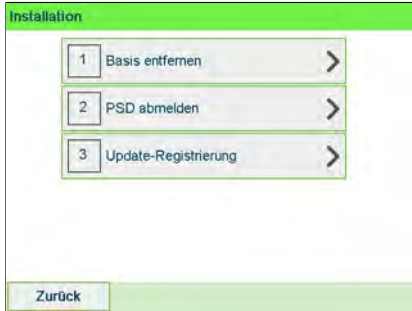 Installation
1 Basis entfernen
2 PSD abmelden
3 Update-Registrierung
Zurück